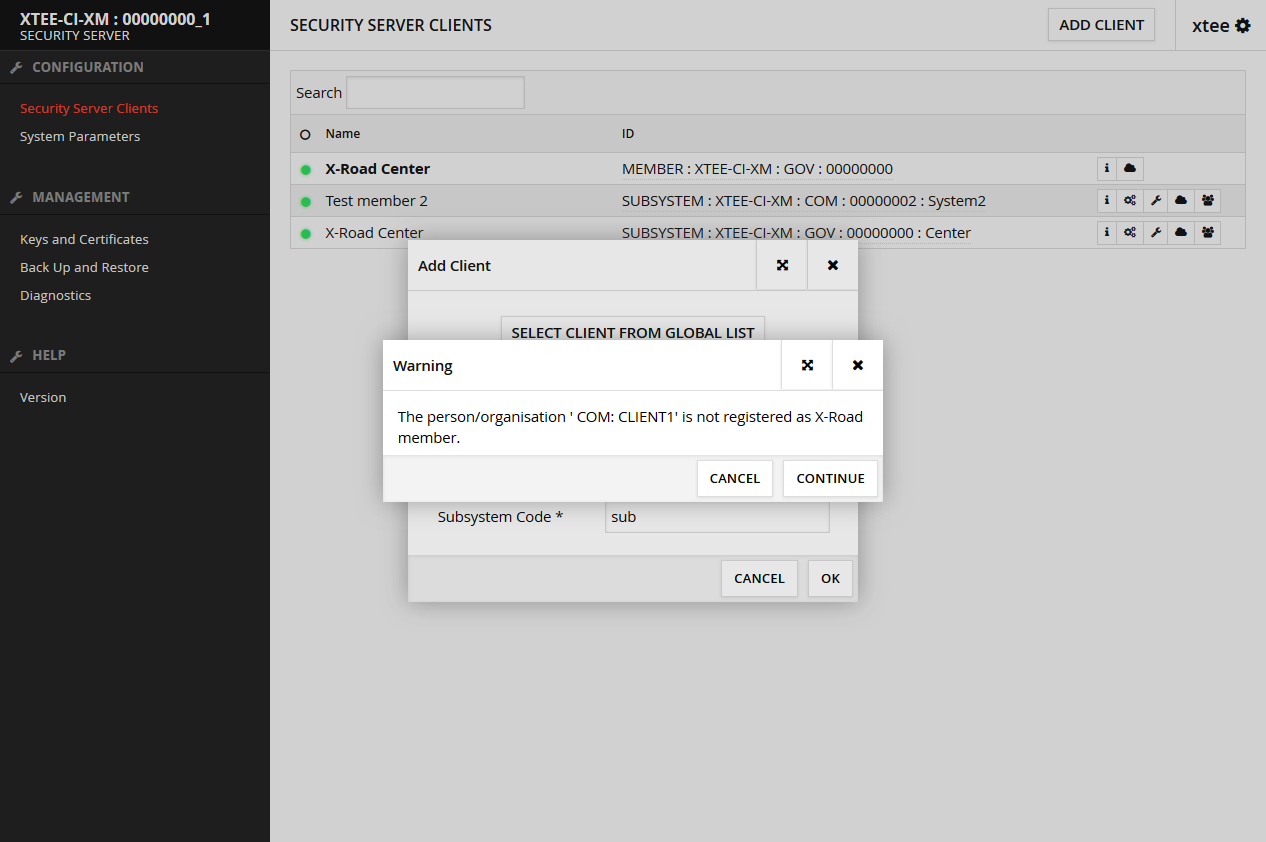 XTEE-CI-XM : 00000000_1
SECURITY SERVER
SECURITY SERVER CLIENTS
ADD CLIENT
xtee
CONFIGURATION
Security Server Clients
System Parameters
MANAGEMENT
Keys and Certificates
Back Up and Restore
Diagnostics
HELP
Version
Search
Name ID
X-Road Center MEMBER : XTEE-CI-XM : GOV : 00000000
Test member 2 SUBSYSTEM : XTEE-CI-XM : COM : 00000002 : System2
X-Road Center SUBSYSTEM : XTEE-CI-XM : GOV : 00000000 : Center
Add Client
SELECT CLIENT FROM GLOBAL LIST
Warning
The person/organisation ' COM: CLIENT1' is not registered as X-Road
member.
CANCEL CONTINUE
Subsystem Code * sub
CANCEL OK